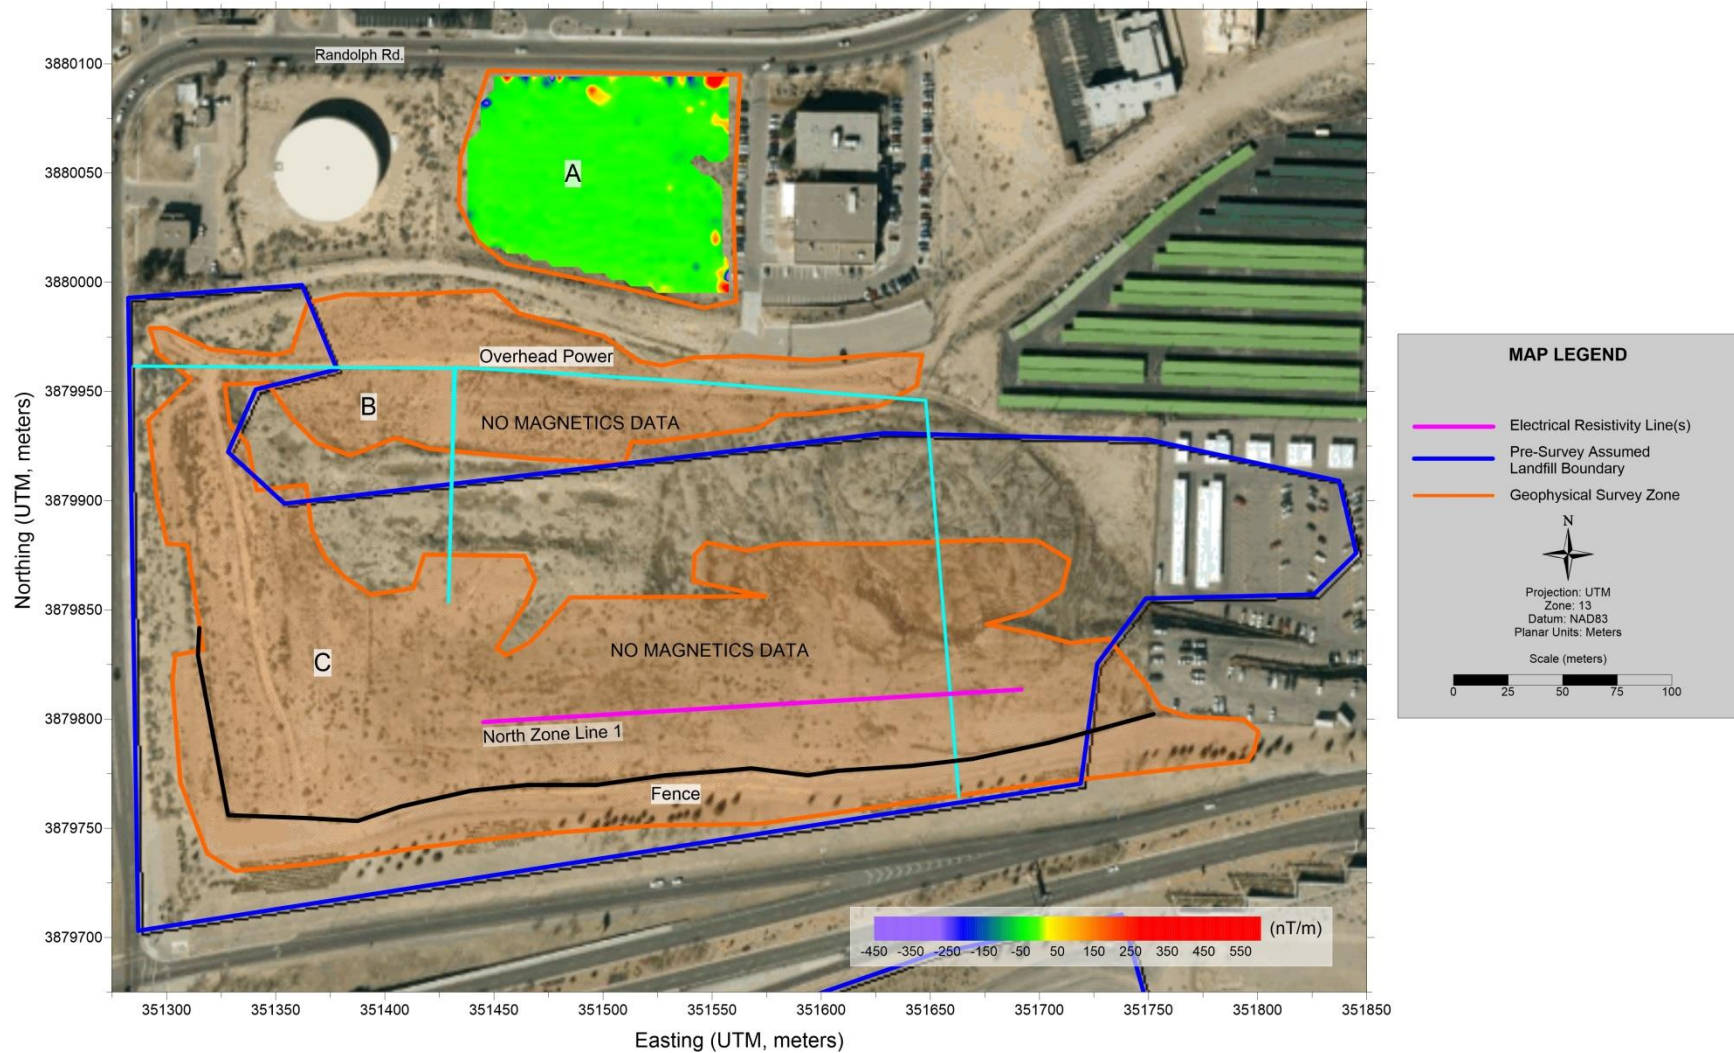 Randolph Rd.
A
Overhead Power
B
NO MAGNETICS DATA
NO MAGNETICS DATA
C
North Zone Line 1
Fence
3880100
3880050
3880000
3879950
3879900
3879850
3879800
3879750
3879700
Northing (UTM, meters)
351300 351350 351400 351450 351500 351550 351600 351650 351700 351750 351800 351850
Easting (UTM, meters)
(nT/m)
-450 -350 -250 -150 -50 50 150 250 350 450 550
MAP LEGEND
Electrical Resistivity Line(s)
Pre-Survey Assumed
Landfill Boundary
Geophysical Survey Zone
N
Projection: UTM
Zone: 13
Datum: NAD83
Planar Units: Meters
Scale (meters)
0 25 50 75 100